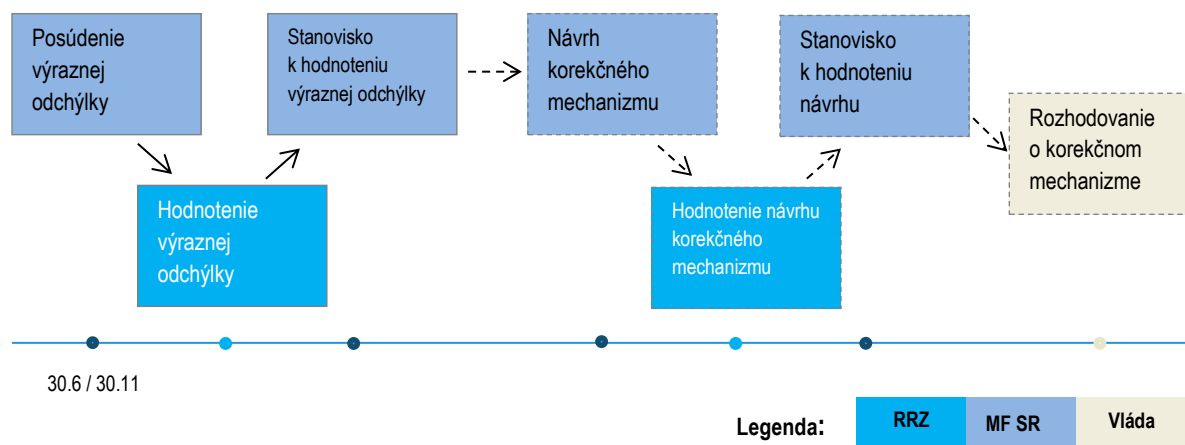 Posúdenie
výraznej
odchýlky
Hodnotenie
výraznej
odchýlky
Stanovisko
k hodnoteniu
výraznej odchýlky
Návrh
korekčného
mechanizmu
Hodnotenie návrhu
korekčného
mechanizmu
Stanovisko
k hodnoteniu
návrhu
Rozhodovanie
o korekčnom
mechanizme
30.6 / 30.11
Legenda: RRZ MF SR Vláda